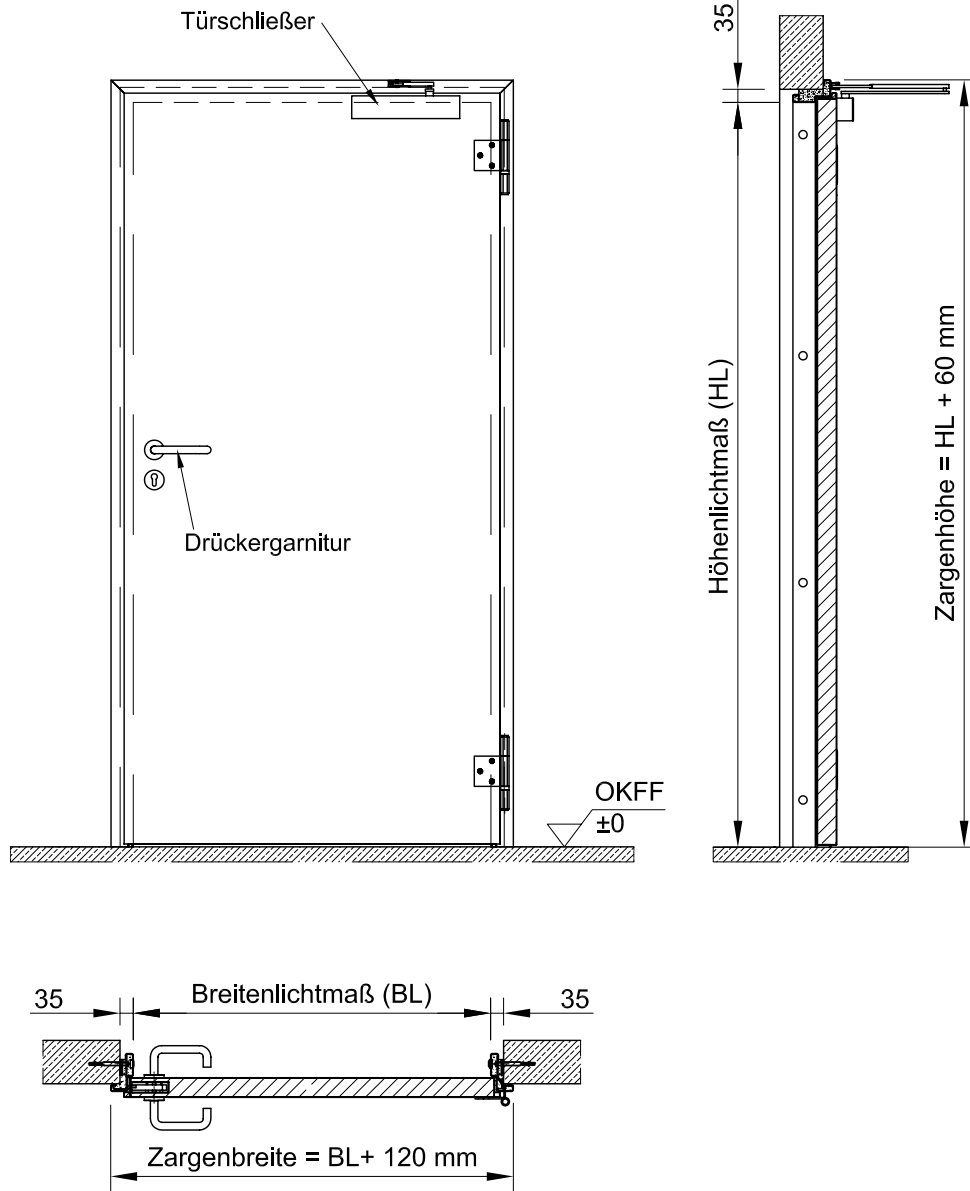 Türschließer
35
Höhenlichtmaß (HL)
Zargenhöhe = HL + 60 mm
Drückergarnitur
OKFF
±0
35
Breitenlichtmaß (BL)
35
Zargenbreite = BL+ 120 mm